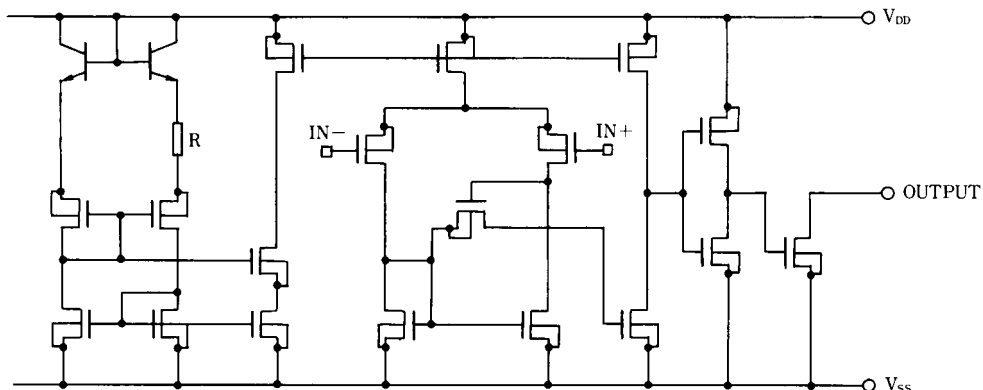 V_DD
R
IN−
IN+
OUTPUT
V_SS